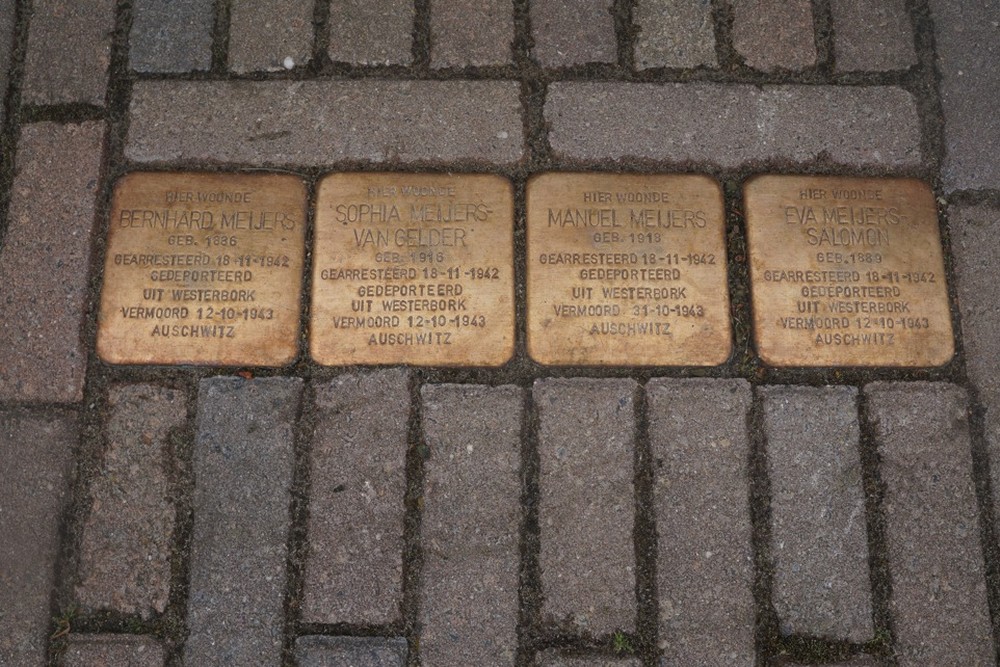 HIER WOONDE
BERNHARD MEIJERS
GEB. 1886
GEARRESTEERD 18-11-1942
GEDEPORTEERD
UIT WESTERBORK
VERMOORD 12-10-1943
AUSCHWITZ
HIER WOONDE
SOPHIA MEIJERS-
VAN GELDER
GEB. 1916
GEARRESTEERD 18-11-1942
GEDEPORTEERD
UIT WESTERBORK
VERMOORD 12-10-1943
AUSCHWITZ
HIER WOONDE
MANUEL MEIJERS
GEB. 1919
GEARRESTEERD 18-11-1942
GEDEPORTEERD
UIT WESTERBORK
VERMOORD 31-10-1943
AUSCHWITZ
HIER WOONDE
EVA MEIJERS-
SALOMON
GEB. 1889
GEARRESTEERD 18-11-1942
GEDEPORTEERD
UIT WESTERBORK
VERMOORD 12-10-1943
AUSCHWITZ